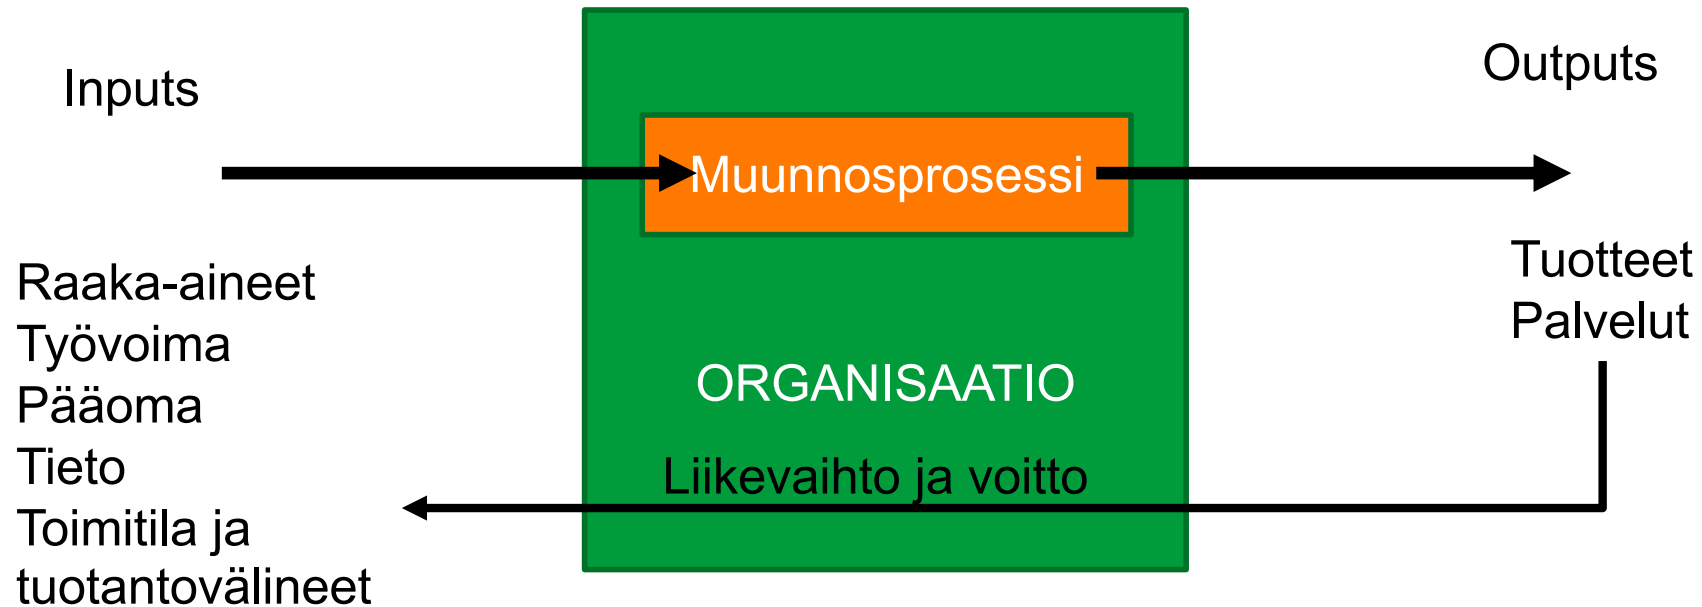 Inputs
Outputs
Muunnosprosessi
Raaka-aineet
Työvoima
Pääoma
Tieto
Toimitila ja
tuotantovälineet
ORGANISAATIO
Liikevaihto ja voitto
Tuotteet
Palvelut